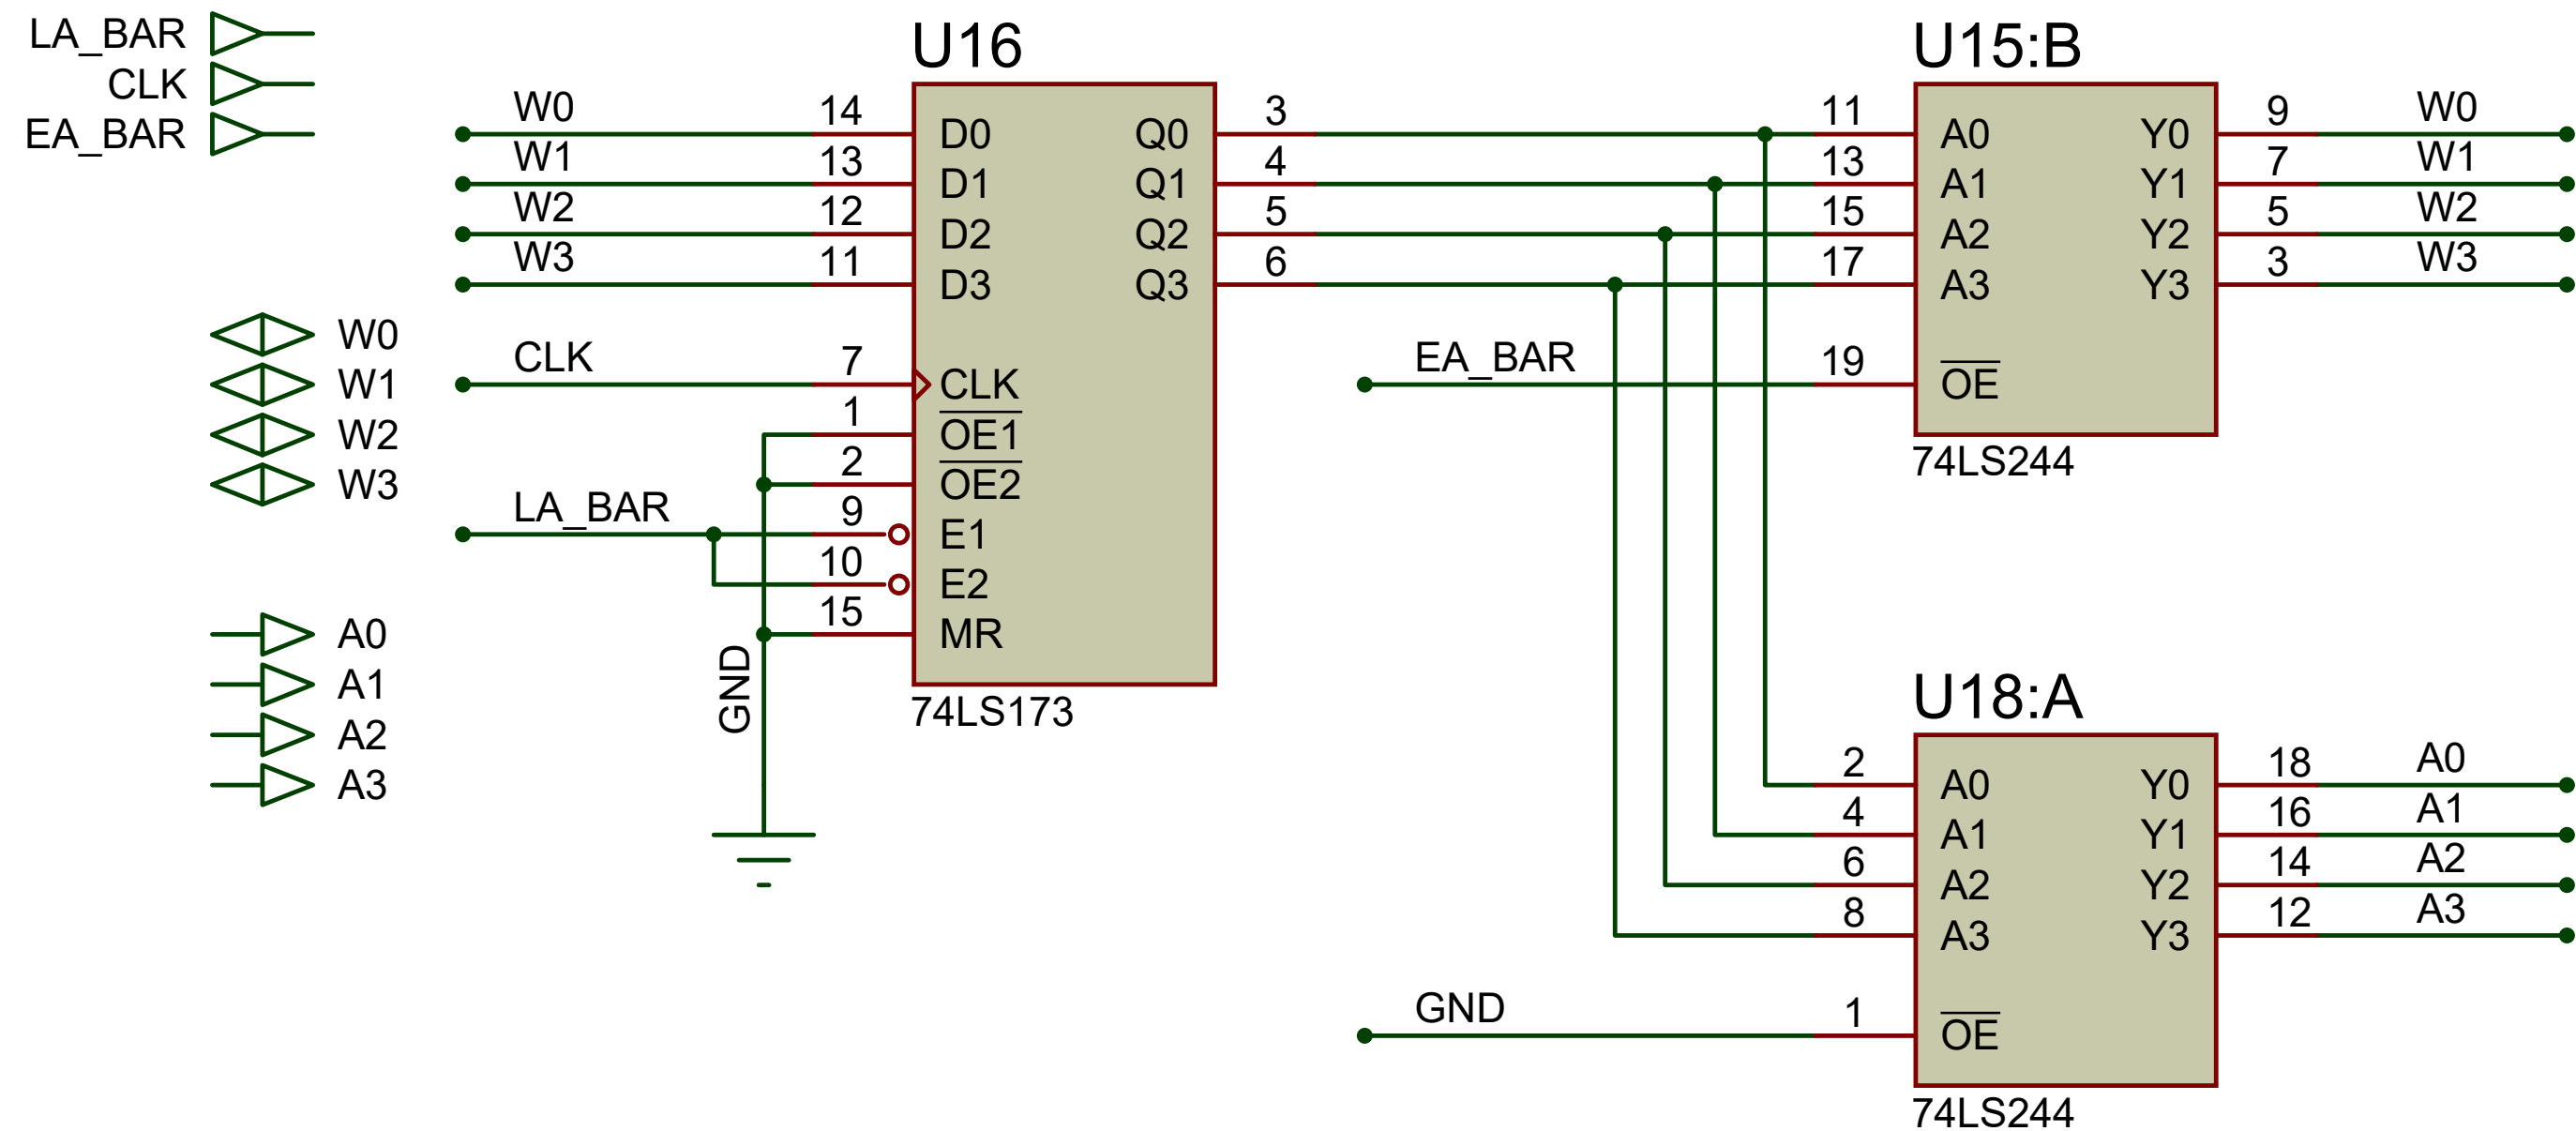 LA_BAR
CLK
EA_BAR
W0
W1
W2
W3
A0
A1
A2
A3
U16
W0 14 D0 Q0 3
W1 13 D1 Q1 4
W2 12 D2 Q2 5
W3 11 D3 Q3 6
CLK 7 CLK
1 OE1
2 OE2
LA_BAR 9 E1
10 E2
15 MR
GND
74LS173
U15:B
11 A0 Y0 9 W0
13 A1 Y1 7 W1
15 A2 Y2 5 W2
17 A3 Y3 3 W3
EA_BAR 19 OE
74LS244
U18:A
2 A0 Y0 18 A0
4 A1 Y1 16 A1
6 A2 Y2 14 A2
8 A3 Y3 12 A3
GND 1 OE
74LS244